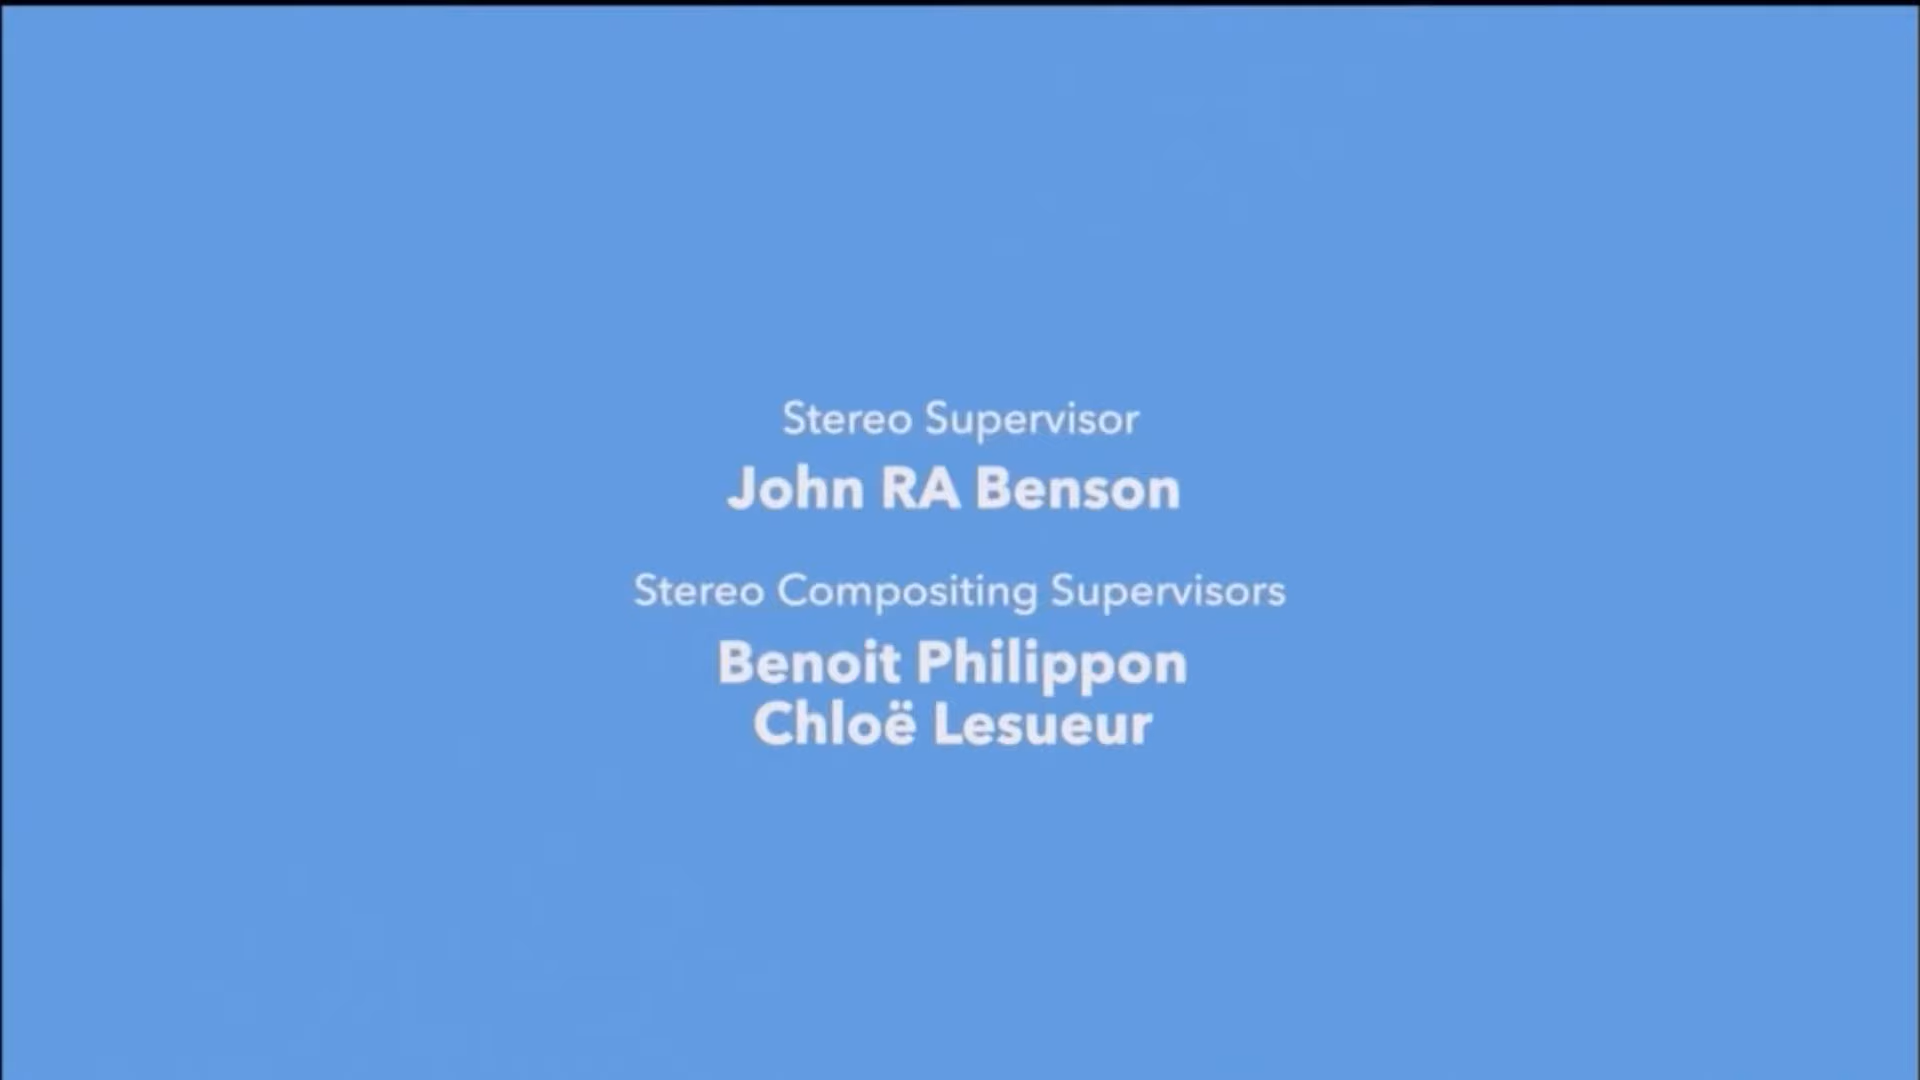 Stereo Supervisor
John RA Benson
Stereo Compositing Supervisors
Benoit Philippon
Chloë Lesueur